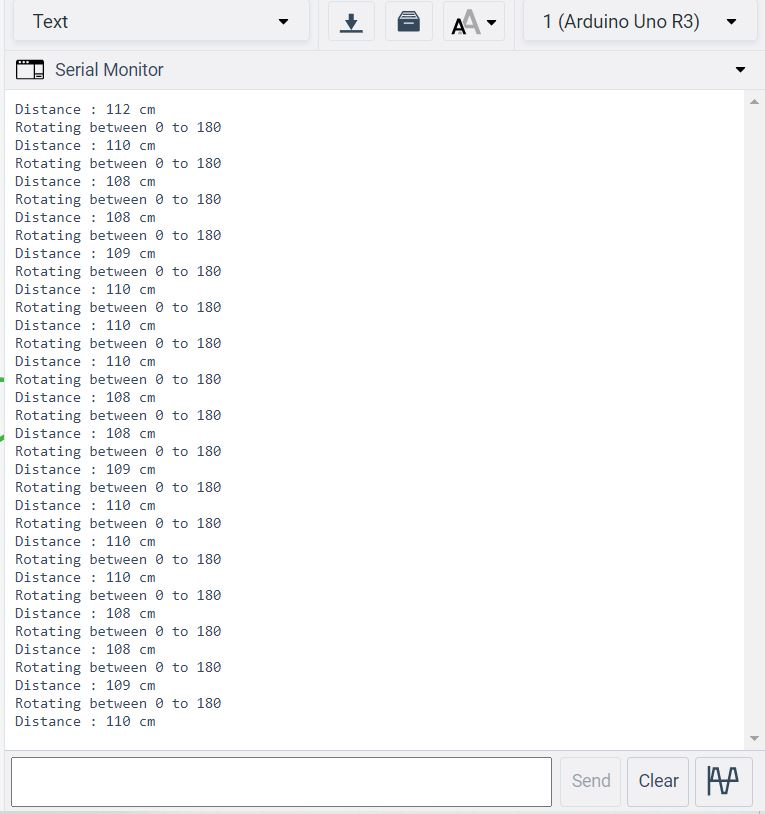 Text
AA
1 (Arduino Uno R3)
Serial Monitor
Distance : 112 cm
Rotating between 0 to 180
Distance : 110 cm
Rotating between 0 to 180
Distance : 108 cm
Rotating between 0 to 180
Distance : 108 cm
Rotating between 0 to 180
Distance : 109 cm
Rotating between 0 to 180
Distance : 110 cm
Rotating between 0 to 180
Distance : 110 cm
Rotating between 0 to 180
Distance : 110 cm
Rotating between 0 to 180
Distance : 108 cm
Rotating between 0 to 180
Distance : 108 cm
Rotating between 0 to 180
Distance : 109 cm
Rotating between 0 to 180
Distance : 110 cm
Rotating between 0 to 180
Distance : 110 cm
Rotating between 0 to 180
Distance : 110 cm
Rotating between 0 to 180
Distance : 108 cm
Rotating between 0 to 180
Distance : 108 cm
Rotating between 0 to 180
Distance : 109 cm
Rotating between 0 to 180
Distance : 110 cm
Send
Clear